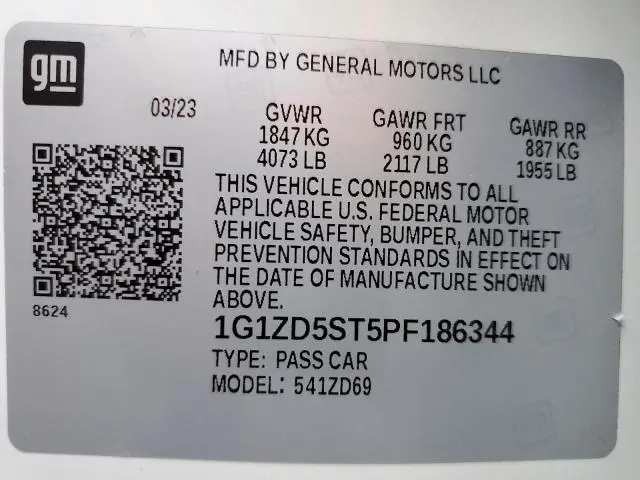 gm
MFD BY GENERAL MOTORS LLC
03/23
GVWR
1847 KG
4073 LB
GAWR FRT
960 KG
2117 LB
GAWR RR
887 KG
1955 LB
THIS VEHICLE CONFORMS TO ALL
APPLICABLE U.S. FEDERAL MOTOR
VEHICLE SAFETY, BUMPER, AND THEFT
PREVENTION STANDARDS IN EFFECT ON
THE DATE OF MANUFACTURE SHOWN
ABOVE.
8624
1G1ZD5ST5PF186344
TYPE: PASS CAR
MODEL: 541ZD69